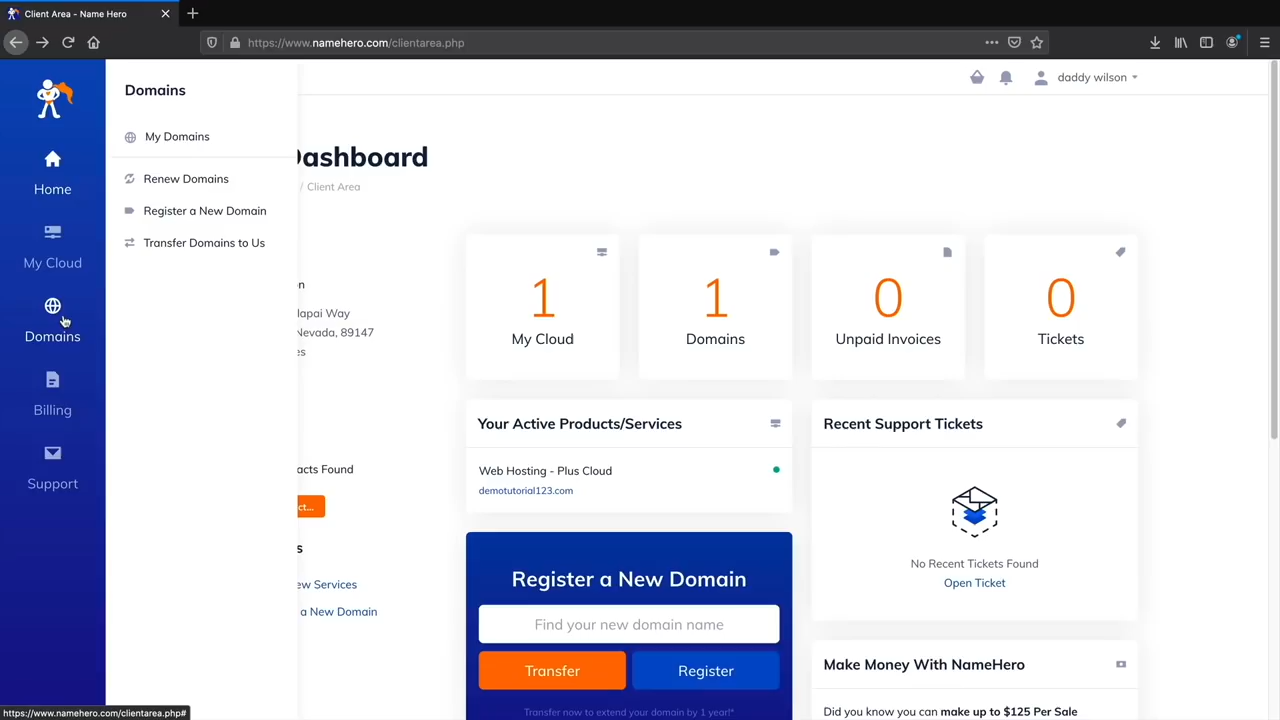 Client Area - Name Hero
https://www.namehero.com/clientarea.php
daddy wilson
Home
My Cloud
Domains
Billing
Support
Domains
My Domains
Renew Domains
Register a New Domain
Transfer Domains to Us
Dashboard
/ Client Area
Nevada, 89147
Way
Found
Services
a New Domain
1
My Cloud
1
Domains
0
Unpaid Invoices
0
Tickets
Your Active Products/Services
Web Hosting - Plus Cloud
demotutorial123.com
Register a New Domain
Find your new domain name
Transfer
Register
Transfer now to extend your domain by 1 year!*
Recent Support Tickets
No Recent Tickets Found
Open Ticket
Make Money With NameHero
Did you know you can make up to $125 Per Sale
https://www.namehero.com/clientarea.php#